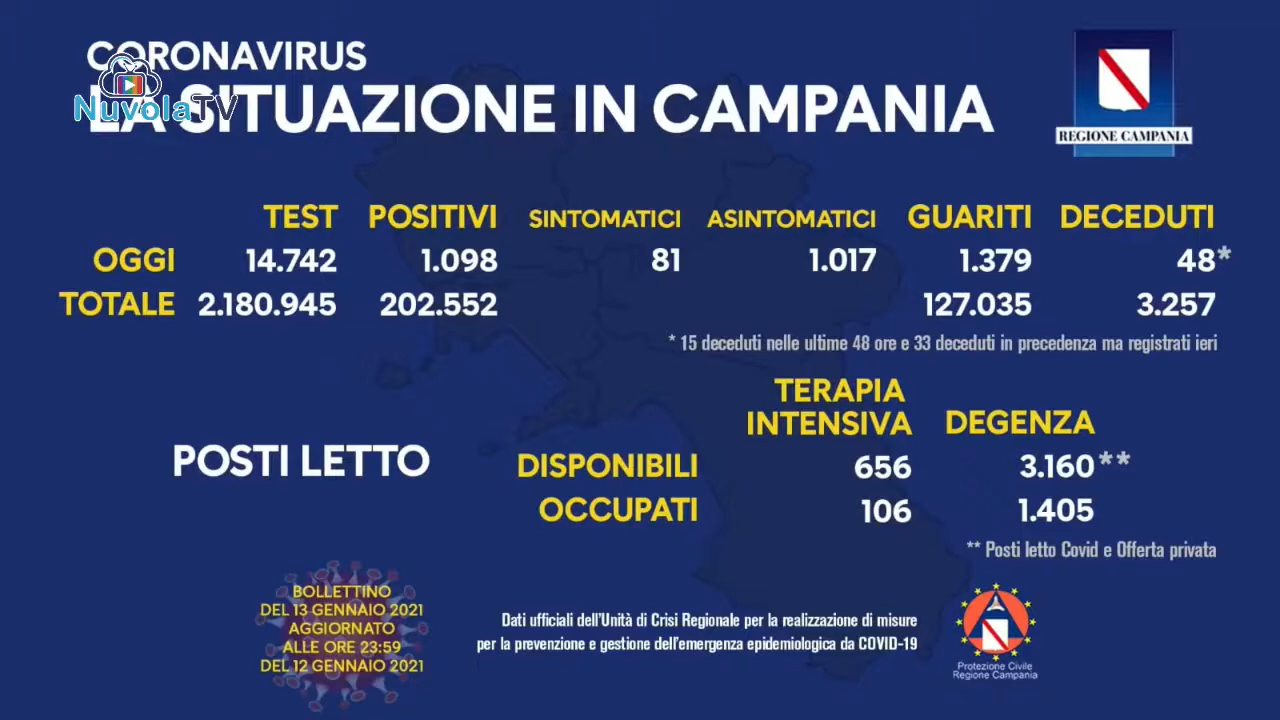 CORONAVIRUS
NuvolaTV
LA SITUAZIONE IN CAMPANIA
REGIONE CAMPANIA
TEST POSITIVI SINTOMATICI ASINTOMATICI GUARITI DECEDUTI
OGGI 14.742 1.098 81 1.017 1.379 48*
TOTALE 2.180.945 202.552 127.035 3.257
* 15 deceduti nelle ultime 48 ore e 33 deceduti in precedenza ma registrati ieri
TERAPIA
INTENSIVA DEGENZA
POSTI LETTO
DISPONIBILI 656 3.160**
OCCUPATI 106 1.405
** Posti letto Covid e Offerta privata
BOLLETTINO
DEL 13 GENNAIO 2021
AGGIORNATO
ALLE ORE 23:59
DEL 12 GENNAIO 2021
Dati ufficiali dell'Unità di Crisi Regionale per la realizzazione di misure
per la prevenzione e gestione dell'emergenza epidemiologica da COVID-19
Protezione Civile
Regione Campania